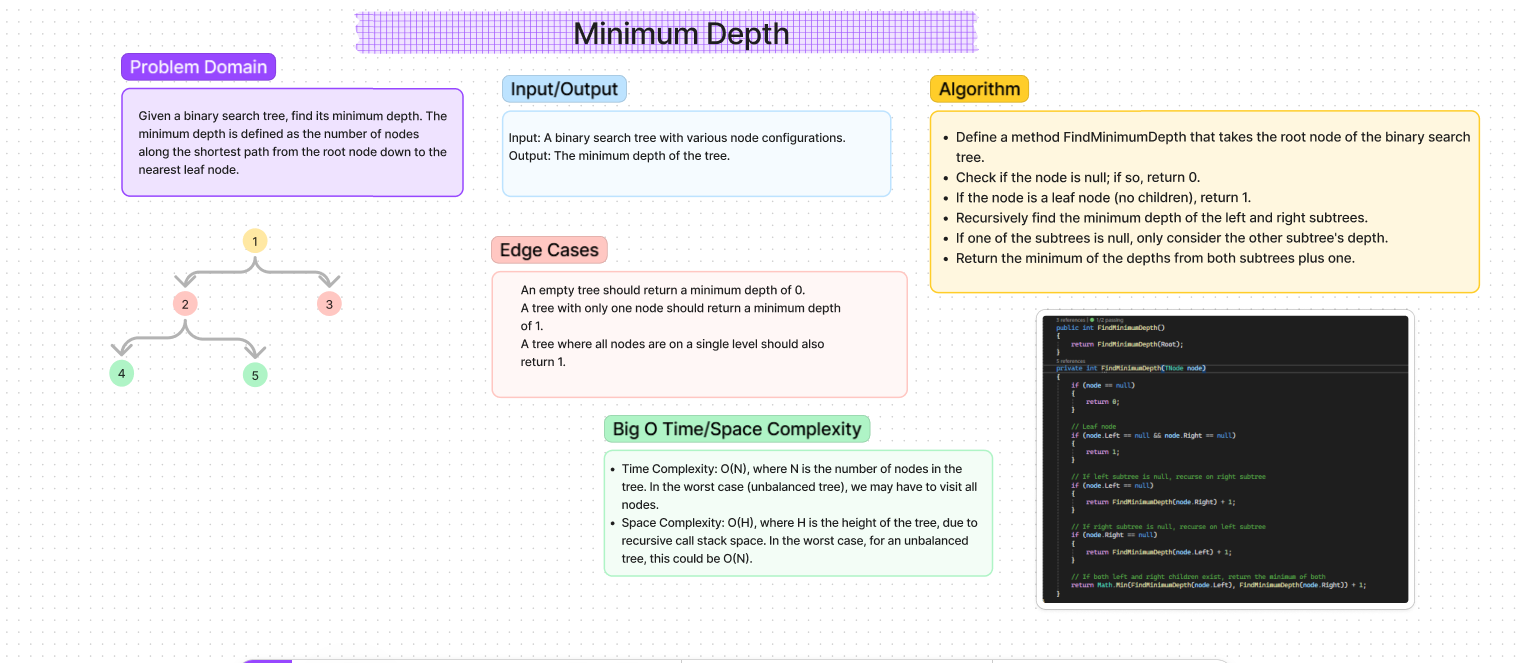 Minimum Depth
Problem Domain
Given a binary search tree, find its minimum depth. The
minimum depth is defined as the number of nodes
along the shortest path from the root node down to the
nearest leaf node.
1
2
3
4
5
Input/Output
Input: A binary search tree with various node configurations.
Output: The minimum depth of the tree.
Edge Cases
An empty tree should return a minimum depth of 0.
A tree with only one node should return a minimum depth
of 1.
A tree where all nodes are on a single level should also
return 1.
Big O Time/Space Complexity
• Time Complexity: O(N), where N is the number of nodes in the
tree. In the worst case (unbalanced tree), we may have to visit all
nodes.
• Space Complexity: O(H), where H is the height of the tree, due to
recursive call stack space. In the worst case, for an unbalanced
tree, this could be O(N).
Algorithm
• Define a method FindMinimumDepth that takes the root node of the binary search
tree.
• Check if the node is null; if so, return 0.
• If the node is a leaf node (no children), return 1.
• Recursively find the minimum depth of the left and right subtrees.
• If one of the subtrees is null, only consider the other subtree's depth.
• Return the minimum of the depths from both subtrees plus one.
3 references | 1/2 passing
public int FindMinimumDepth()
{
return FindMinimumDepth(Root);
}
5 references
private int FindMinimumDepth(TNode node)
{
if (node == null)
{
return 0;
}
// Leaf node
if (node.Left == null && node.Right == null)
{
return 1;
}
// If left subtree is null, recurse on right subtree
if (node.Left == null)
{
return FindMinimumDepth(node.Right) + 1;
}
// If right subtree is null, recurse on left subtree
if (node.Right == null)
{
return FindMinimumDepth(node.Left) + 1;
}
// If both left and right children exist, return the minimum of both
return Math.Min(FindMinimumDepth(node.Left), FindMinimumDepth(node.Right)) + 1;
}